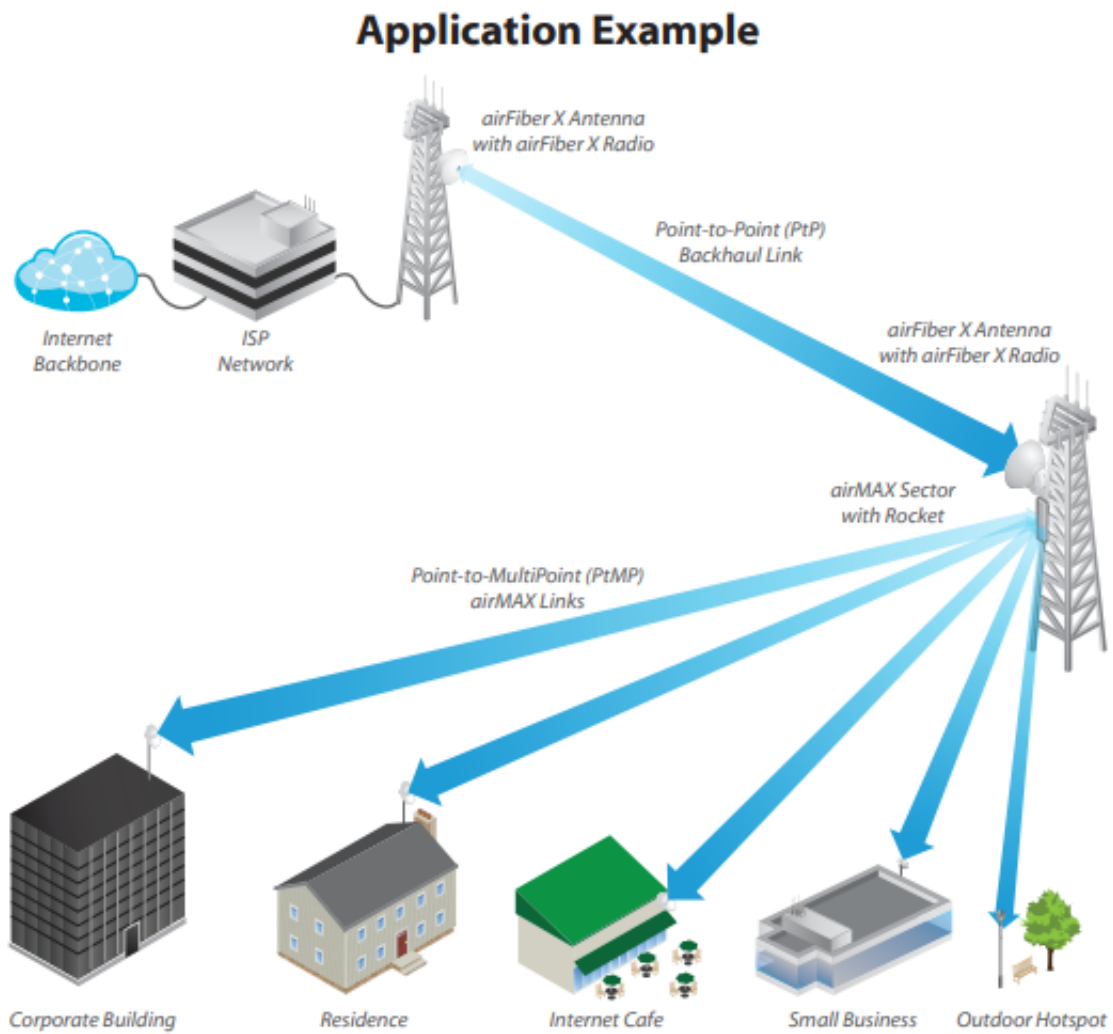 Application Example
airFiber X Antenna
with airFiber X Radio
Point-to-Point (PtP)
Backhaul Link
Internet
Backbone
ISP
Network
airFiber X Antenna
with airFiber X Radio
airMAX Sector
with Rocket
Point-to-MultiPoint (PtMP)
airMAX Links
Corporate Building
Residence
Internet Cafe
Small Business
Outdoor Hotspot